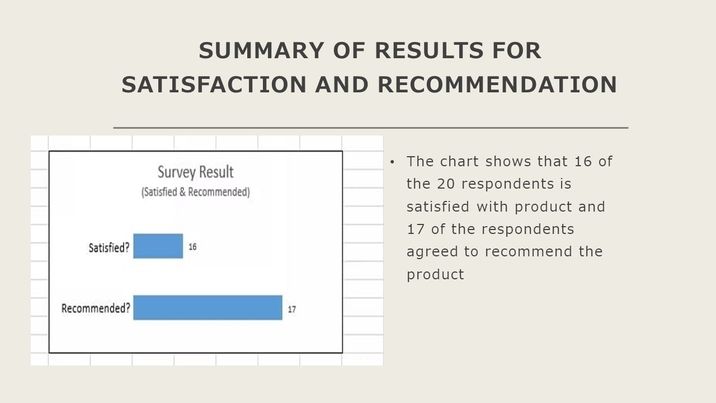 SUMMARY OF RESULTS FOR
SATISFACTION AND RECOMMENDATION
Survey Result
(Satisfied & Recommended)
Satisfied?
16
Recommended?
17
• The chart shows that 16 of
the 20 respondents is
satisfied with product and
17 of the respondents
agreed to recommend the
product